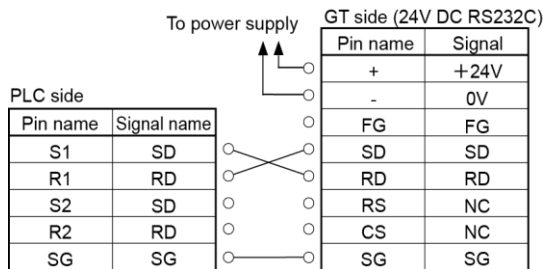 To power supply
GT side (24V DC RS232C)
Pin name Signal
+ +24V
- 0V
FG FG
SD SD
RD RD
RS NC
CS NC
SG SG
PLC side
Pin name Signal name
S1 SD
R1 RD
S2 SD
R2 RD
SG SG